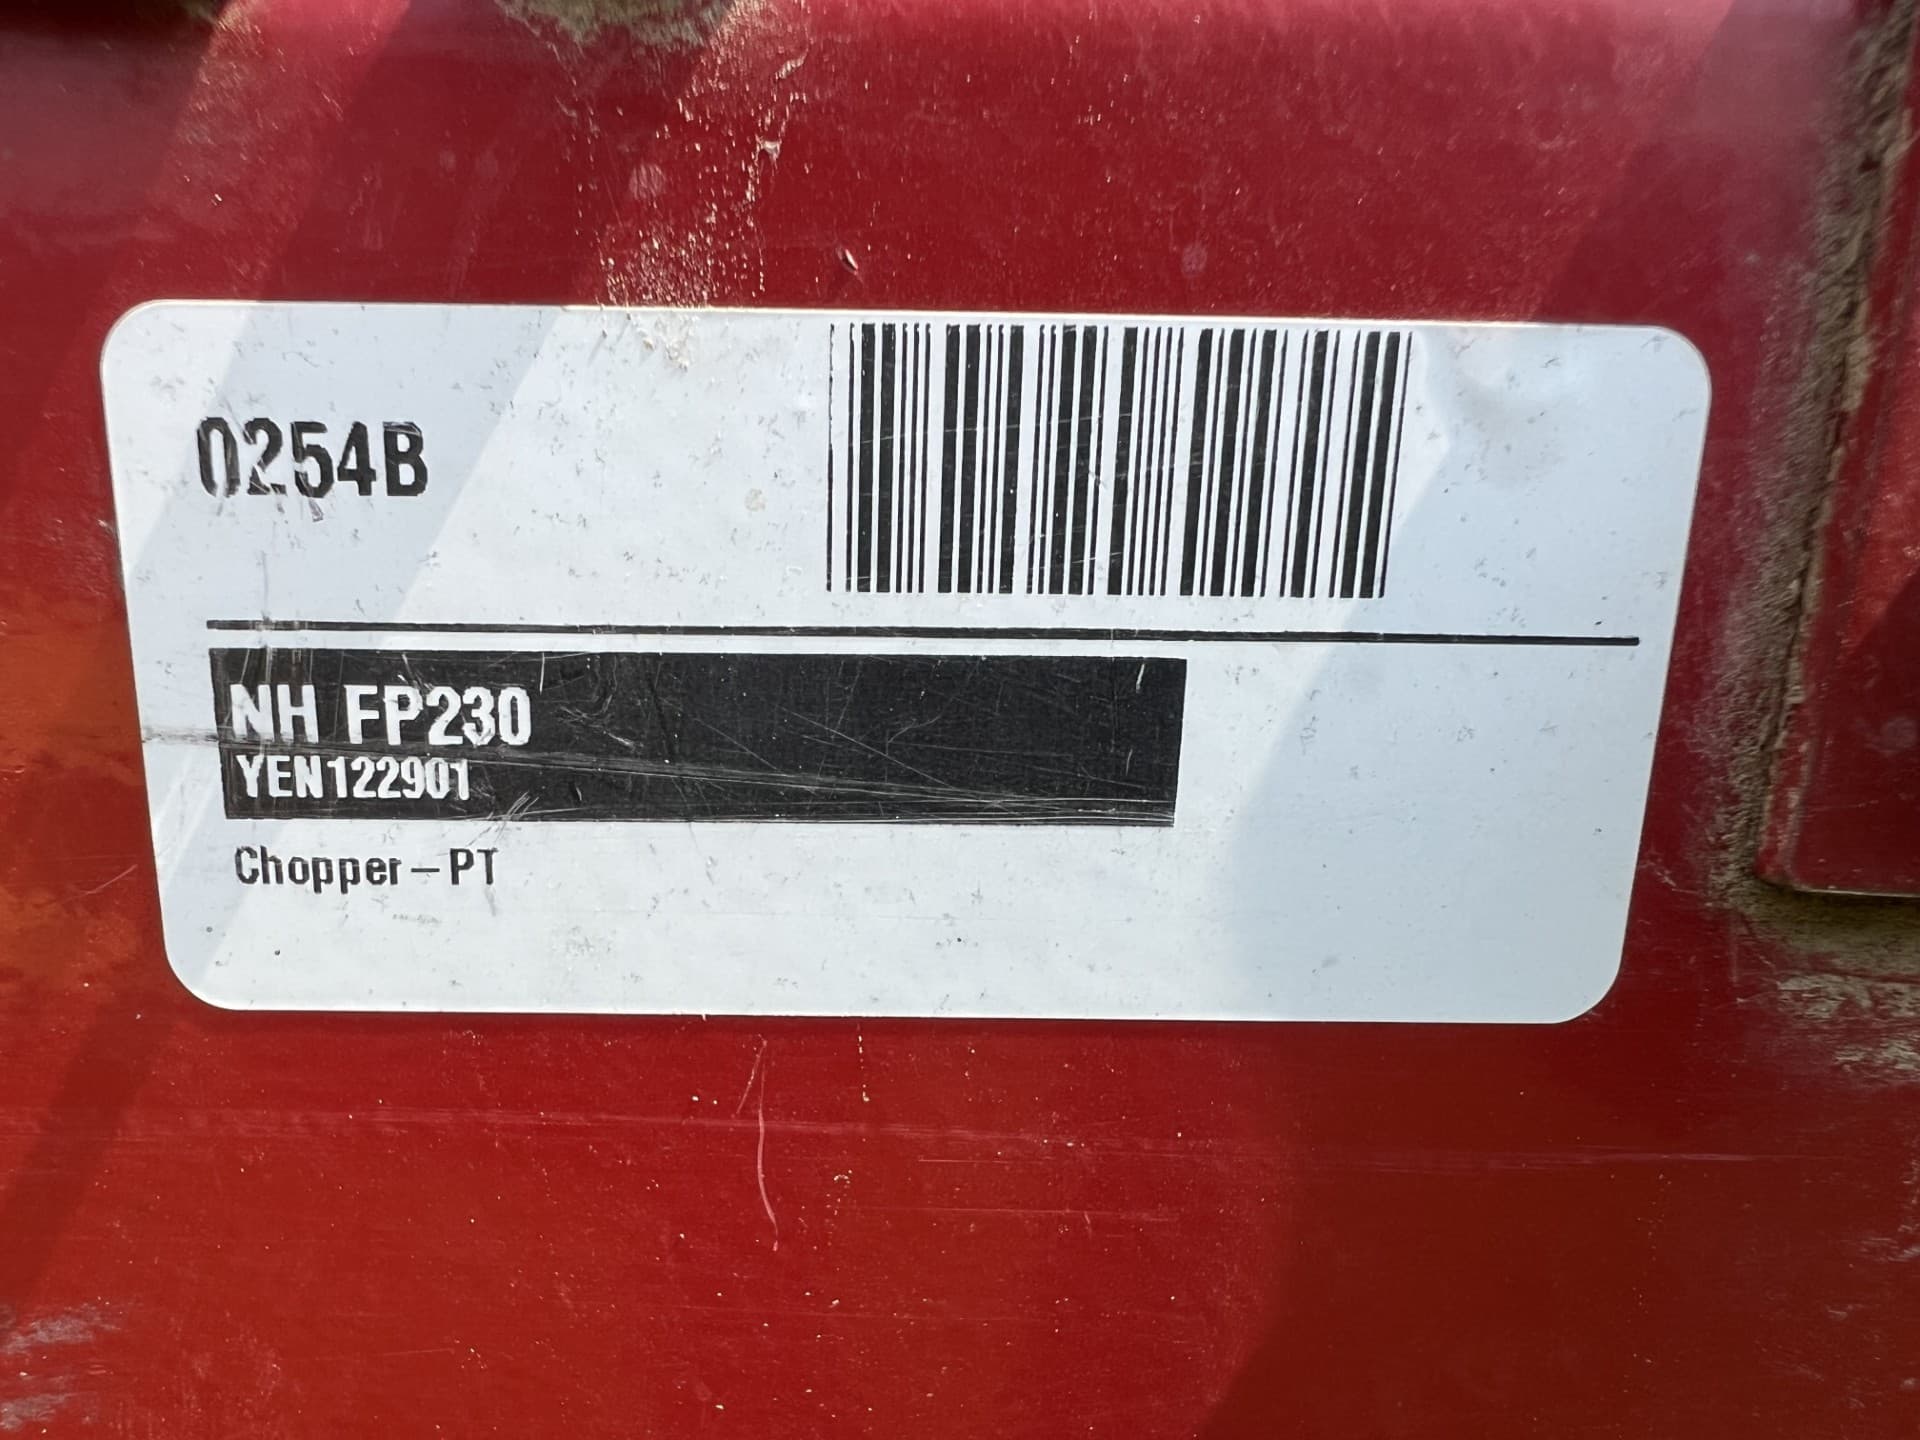 0254B
NH FP230
YEN122901
Chopper – PT